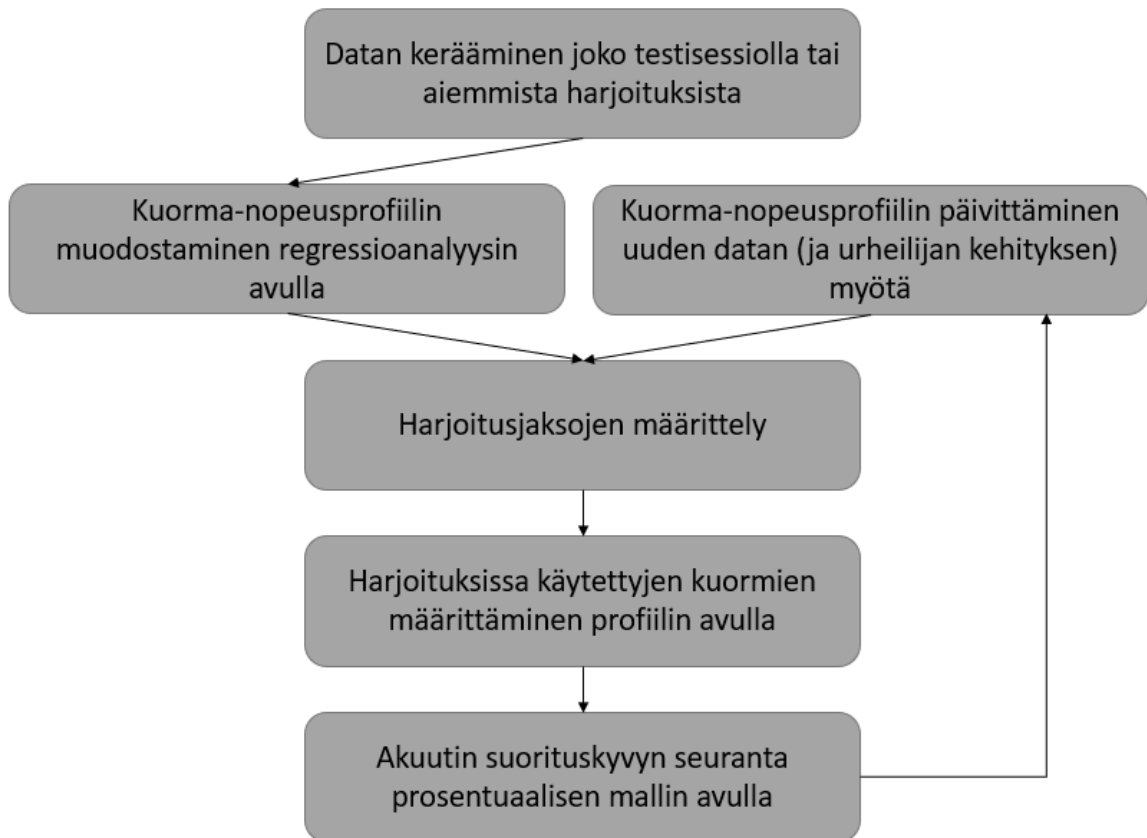 Datan kerääminen joko testisessiolla tai
aiemmista harjoituksista
Kuorma-nopeusprofiilin
muodostaminen regressioanalyysin
avulla
Kuorma-nopeusprofiilin päivittäminen
uuden datan (ja urheilijan kehityksen)
myötä
Harjoitusjaksojen määrittely
Harjoituksissa käytettyjen kuormien
määrittäminen profiilin avulla
Akuutin suorituskyvyn seuranta
prosentuaalisen mallin avulla